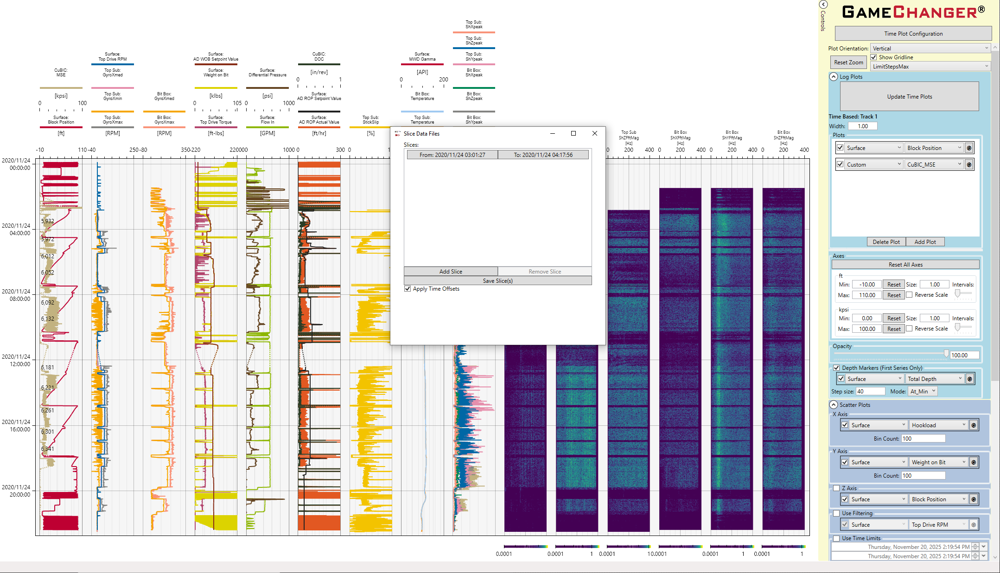 Controls
GAMECHANGER®
Time Plot Configuration
Plot Orientation: Vertical
Reset Zoom
Show Gridline
LimitStepsMax
Log Plots
Update Time Plots
Time Based: Track 1
Width: 1.00
Plots
Surface Block Position
Custom CuBIC_MSE
Delete Plot Add Plot
Axes
Reset All Axes
ft
Min: -10.00 Reset Size: 1.00 Intervals:
Max: 110.00 Reset Reverse Scale
kpsi
Min: 0.00 Reset Size: 1.00 Intervals:
Max: 100.00 Reset Reverse Scale
Opacity
100.00
Depth Markers (First Series Only)
Surface Total Depth
Step size: 40 Mode: At_Min
Scatter Plots
X Axis
Surface Hookload
Bin Count: 100
Y Axis
Surface Weight on Bit
Bin Count: 100
Z Axis
Surface Block Position
Use Filtering
Surface Top Drive RPM
Use Time Limits
Thursday, November 20, 2025 2:19:54 PM
Thursday, November 20, 2025 2:19:54 PM
Slice Data Files
Slices:
From: 2020/11/24 03:01:27 To: 2020/11/24 04:17:56
Add Slice Remove Slice
Save Slice(s)
Apply Time Offsets
CuBIC:
MSE
[kpsi]
0 100
Surface:
Block Position
[ft]
-10 110
Surface:
Top Drive RPM
Top Sub:
GyroXmed
Top Sub:
GyroXmin
Top Sub:
GyroXmax
[RPM]
-40 250
Bit Box:
GyroXmed
Bit Box:
GyroXmax
[RPM]
-80 350
Surface:
AD WOB Setpoint Value
Surface:
Weight on Bit
[klbs]
0 105
Surface:
Top Drive Torque
[ft-lbs]
-220 22000
Surface:
Differential Pressure
[psi]
0 1000
Surface:
Flow In
[GPM]
0 1000
CuBIC:
DOC
[in/rev]
0 1
Surface:
AD ROP Setpoint Value
Surface:
AD ROP Actual Value
[ft/hr]
0 300
Top Sub:
StickSlip
[%]
0
Surface:
MWD Gamma
[API]
0 200
Bit Box:
Temperature
Top Sub:
Temperature
Top Sub:
ShXpeak
Top Sub:
ShZpeak
Top Sub:
ShYpeak
Bit Box:
ShXpeak
Bit Box:
ShZpeak
Bit Box:
ShYpeak
Top Sub
ShZFftMag
[Hz]
0 200 400
Bit Box
ShXFftMag
[Hz]
0 200 400
Bit Box
ShYFftMag
[Hz]
0 200 400
Bit Box
ShZFftMag
[Hz]
0 200 400
2020/11/24
00:00:00
5,932
2020/11/24
04:00:00
5,972
6,012
6,052
2020/11/24
08:00:00
6,092
6,132
2020/11/24
12:00:00
6,181
6,221
6,261
2020/11/24
16:00:00
6,301
6,341
2020/11/24
20:00:00
0.0001 0.0001 1 0.0001 1 0.0001 0.0001 1 0.0001 1